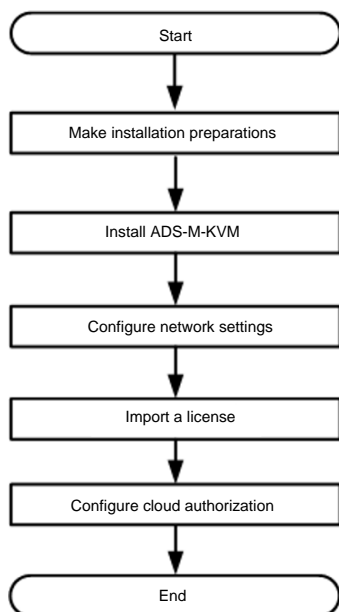 Start
Make installation preparations
Install ADS-M-KVM
Configure network settings
Import a license
Configure cloud authorization
End